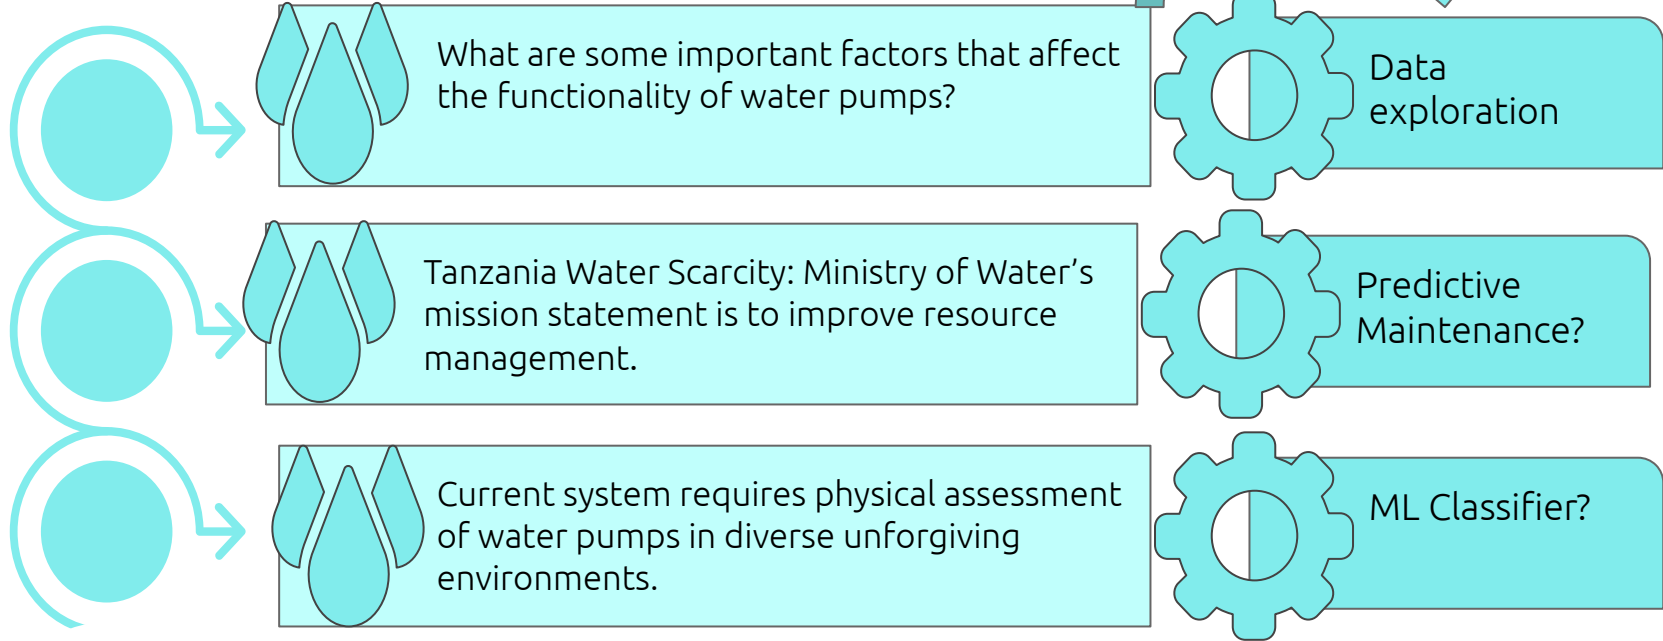 What are some important factors that affect
the functionality of water pumps?
Data
exploration
Tanzania Water Scarcity: Ministry of Water’s
mission statement is to improve resource
management.
Predictive
Maintenance?
Current system requires physical assessment
of water pumps in diverse unforgiving
environments.
ML Classifier?